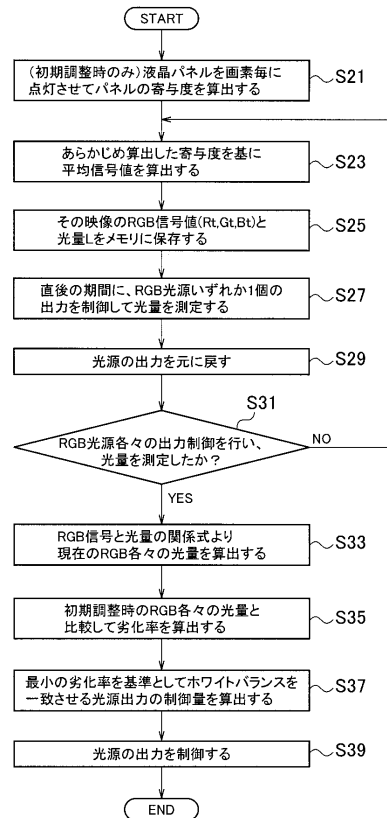 START
(初期調整時のみ)液晶パネルを画素毎に
点灯させてパネルの寄与度を算出する
S21
あらかじめ算出した寄与度を基に
平均信号値を算出する
S23
その映像のRGB信号値(Rt,Gt,Bt)と
光量Lをメモリに保存する
S25
直後の期間に、RGB光源いずれか1個の
出力を制御して光量を測定する
S27
光源の出力を元に戻す
S29
S31
RGB光源各々の出力制御を行い、
光量を測定したか?
NO
YES
RGB信号と光量の関係式より
現在のRGB各々の光量を算出する
S33
初期調整時のRGB各々の光量と
比較して劣化率を算出する
S35
最小の劣化率を基準としてホワイトバランスを
一致させる光源出力の制御量を算出する
S37
光源の出力を制御する
S39
END